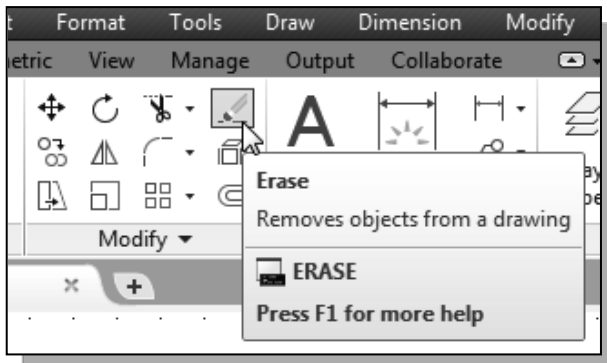 Format Tools Draw Dimension Modify
View Manage Output Collaborate
A
Erase
Removes objects from a drawing
Modify
ERASE
Press F1 for more help